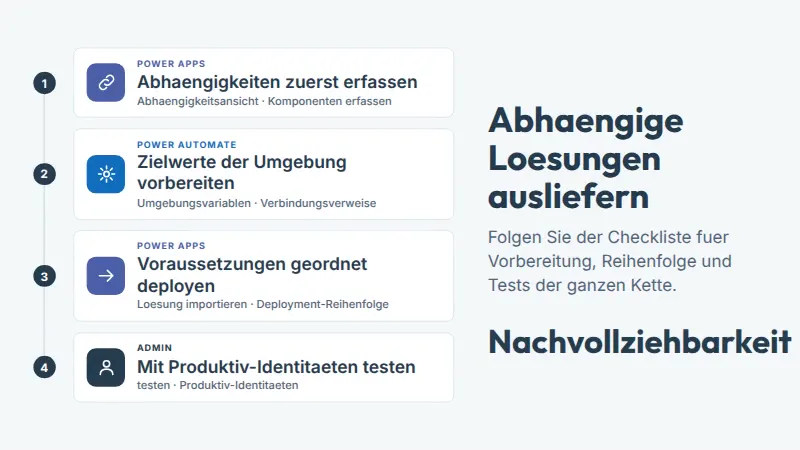 1
POWER APPS
Abhaengigkeiten zuerst erfassen
Abhaengigkeitsansicht · Komponenten erfassen
2
POWER AUTOMATE
Zielwerte der Umgebung
vorbereiten
Umgebungsvariablen · Verbindungsverweise
3
POWER APPS
Voraussetzungen geordnet
deployen
Loesung importieren · Deployment-Reihenfolge
4
ADMIN
Mit Produktiv-Identitaeten testen
testen · Produktiv-Identitaeten
Abhaengige
Loesungen
ausliefern
Folgen Sie der Checkliste fuer
Vorbereitung, Reihenfolge und
Tests der ganzen Kette.
Nachvollziehbarkeit